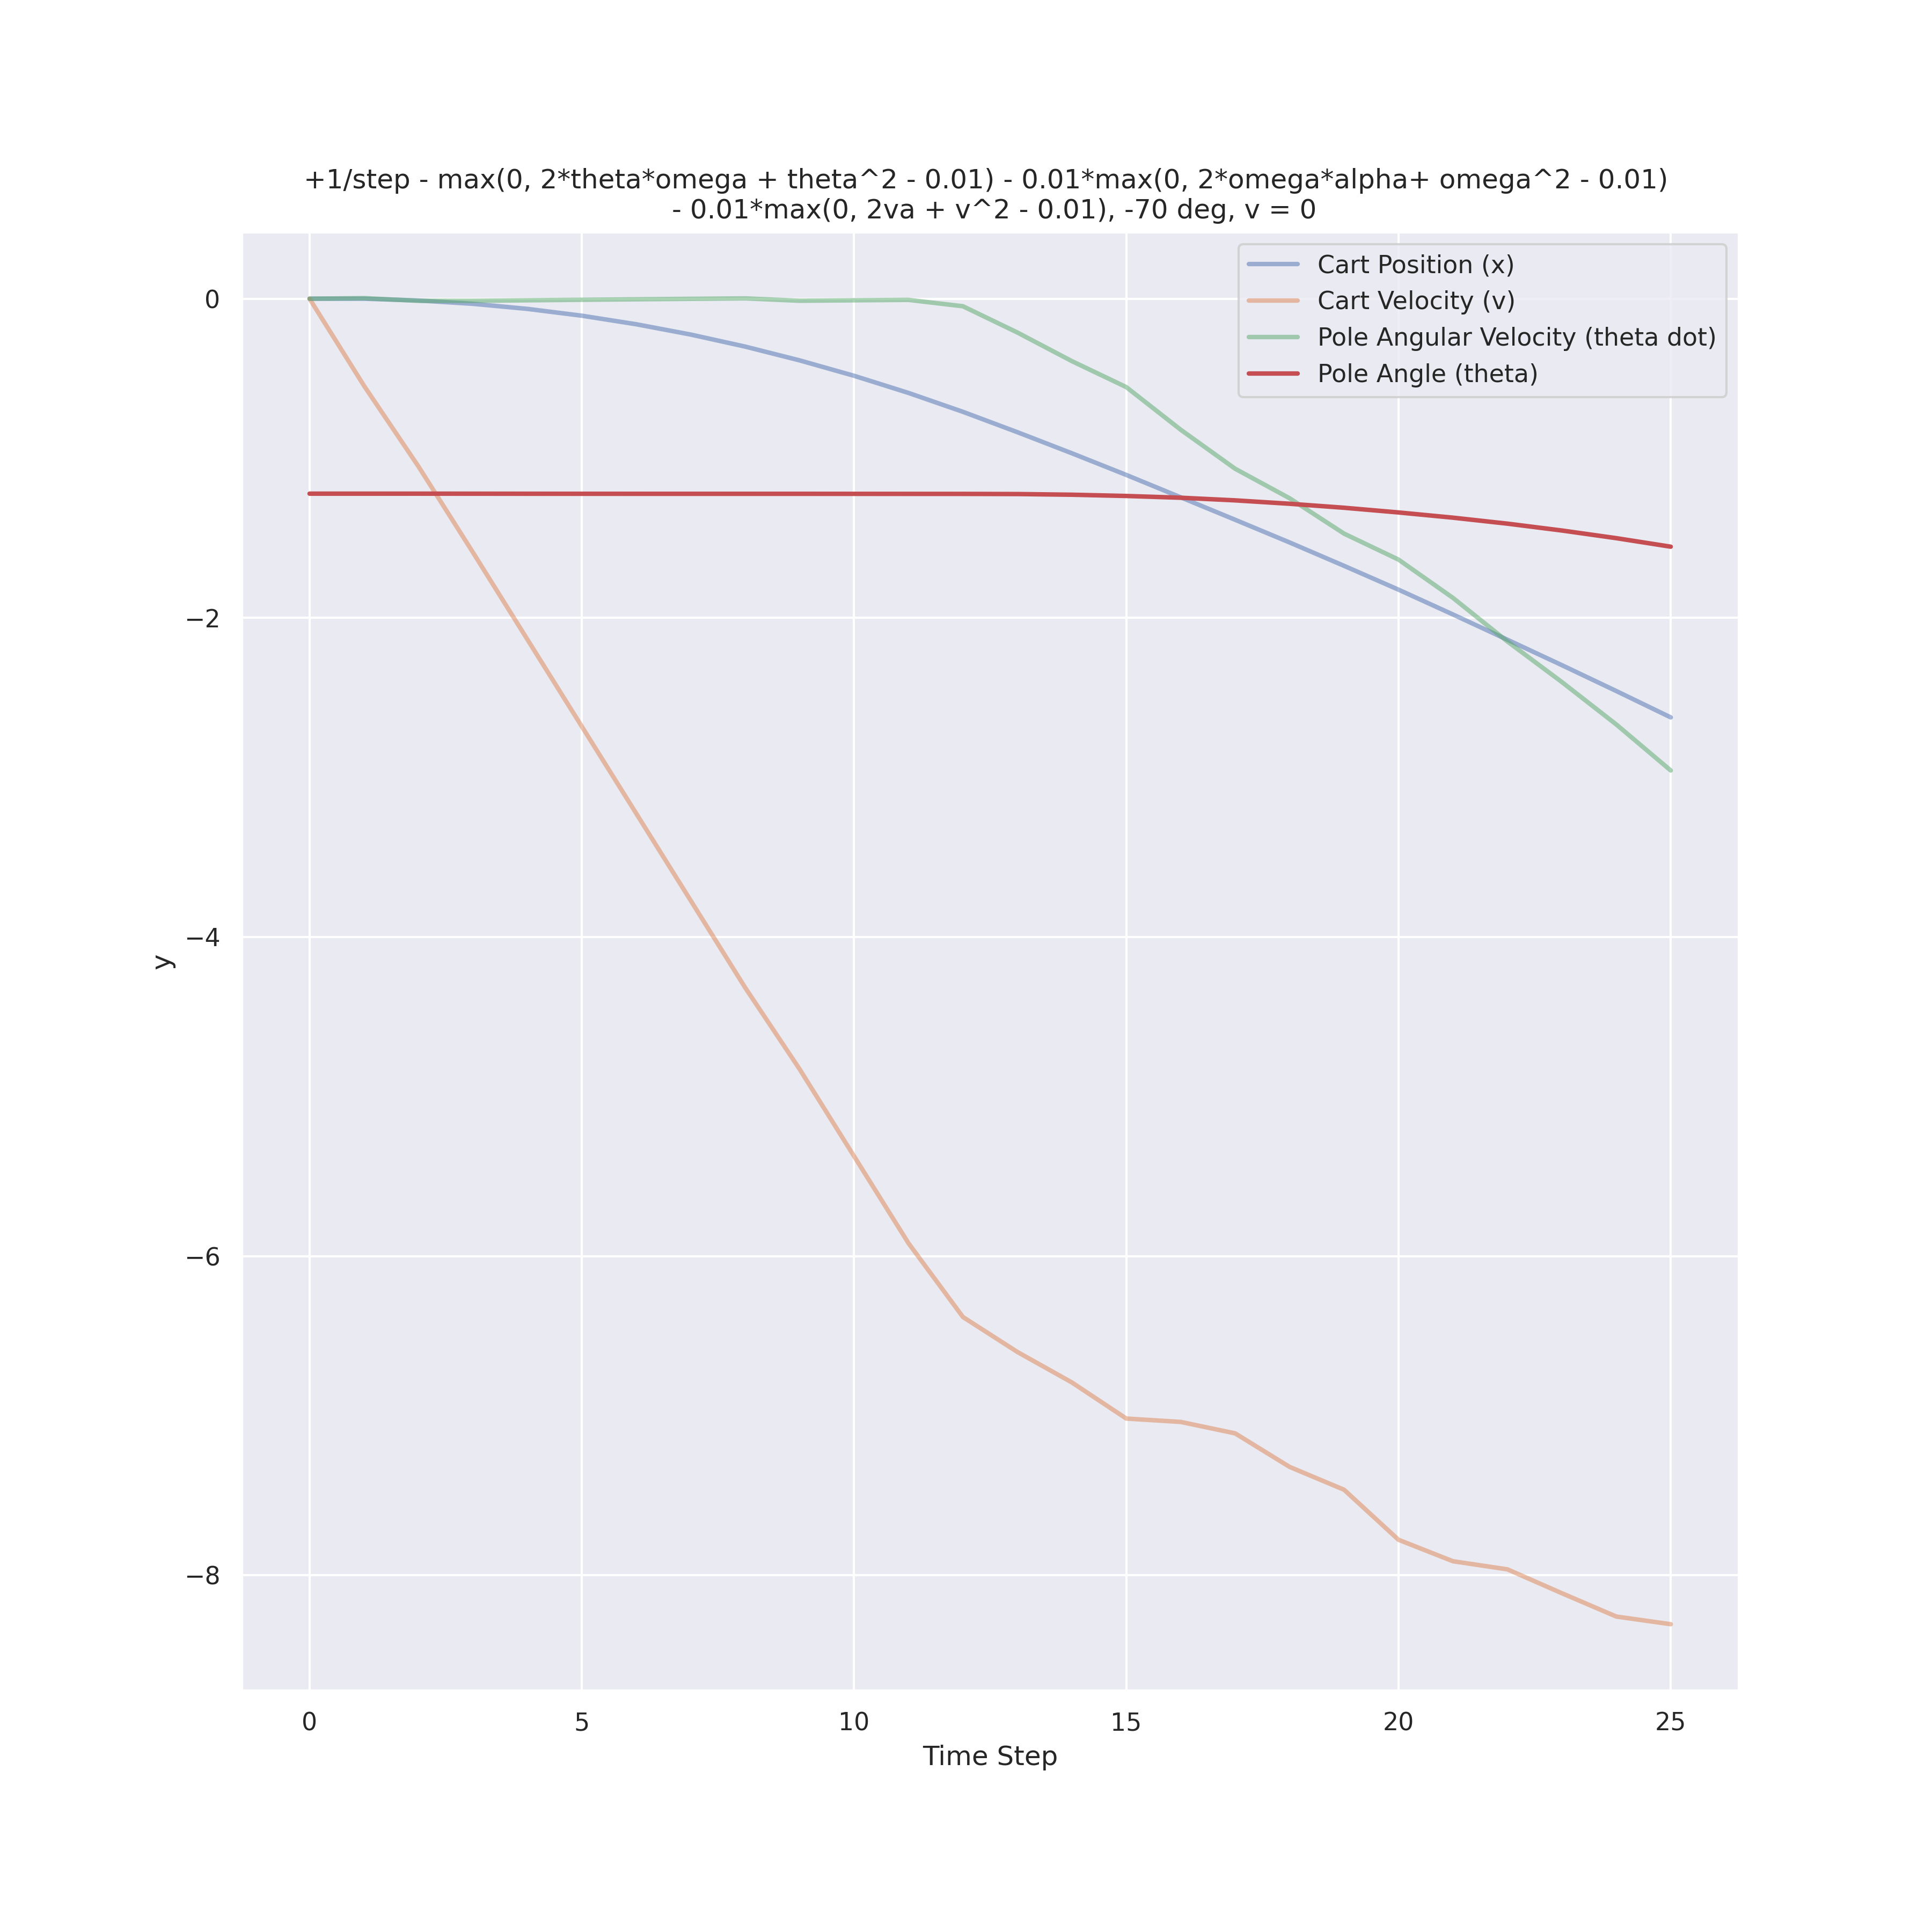 +1/step - max(0, 2*theta*omega + theta^2 - 0.01) - 0.01*max(0, 2*omega*alpha+ omega^2 - 0.01)
- 0.01*max(0, 2va + v^2 - 0.01), -70 deg, v = 0
Cart Position (x)
Cart Velocity (v)
Pole Angular Velocity (theta dot)
Pole Angle (theta)
0
−2
−4
−6
−8
y
0 5 10 15 20 25
Time Step